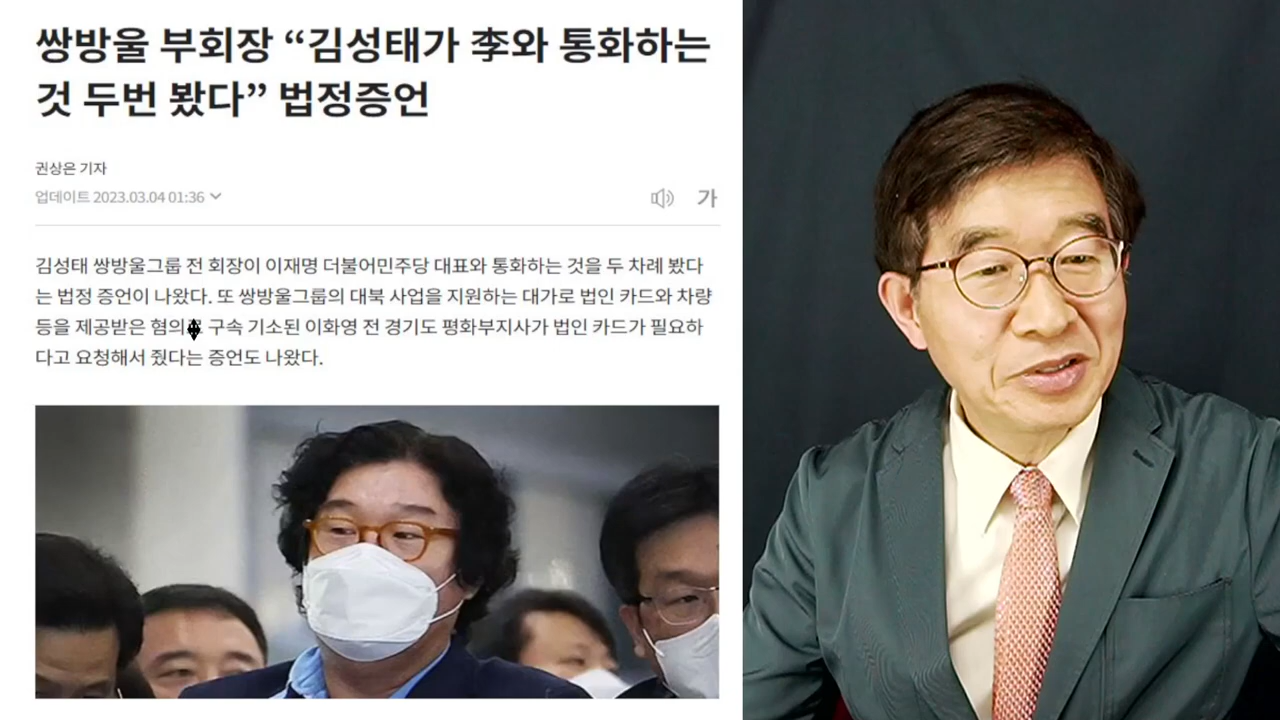 쌍방울 부회장 “김성태가 李와 통화하는
것 두번 봤다” 법정증언
권상은 기자
업데이트 2023.03.04 01:36
가
김성태 쌍방울그룹 전 회장이 이재명 더불어민주당 대표와 통화하는 것을 두 차례 봤다
는 법정 증언이 나왔다. 또 쌍방울그룹의 대북 사업을 지원하는 대가로 법인 카드와 차량
등을 제공받은 혐의 구속 기소된 이화영 전 경기도 평화부지사가 법인 카드가 필요하
다고 요청해서 줬다는 증언도 나왔다.